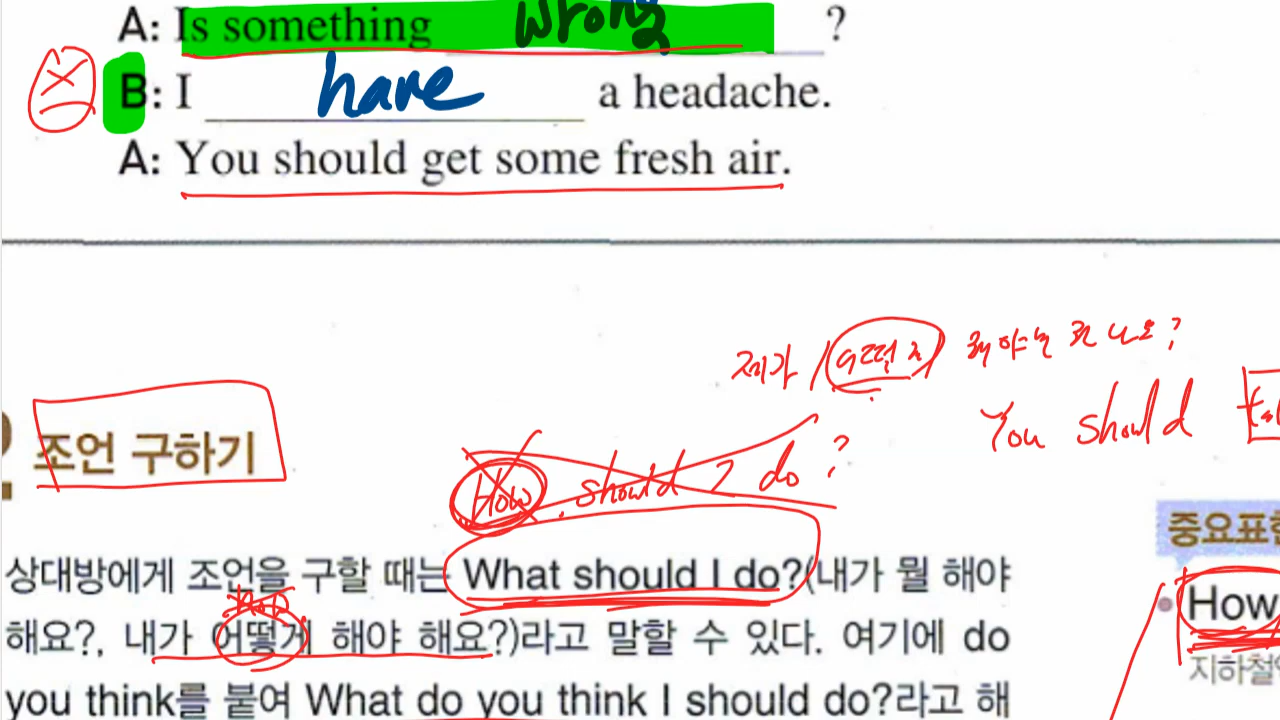 A: Is something wrong ?
B: I have a headache.
A: You should get some fresh air.
제가 해야 되나요?
You should
조언 구하기
How should I do?
중요표현
상대방에게 조언을 구할 때는 What should I do?(내가 뭘 해야
How
해요?, 내가 어떻게 해야 해요?)라고 말할 수 있다. 여기에 do
지하철역
you think를 붙여 What do you think I should do?라고 해